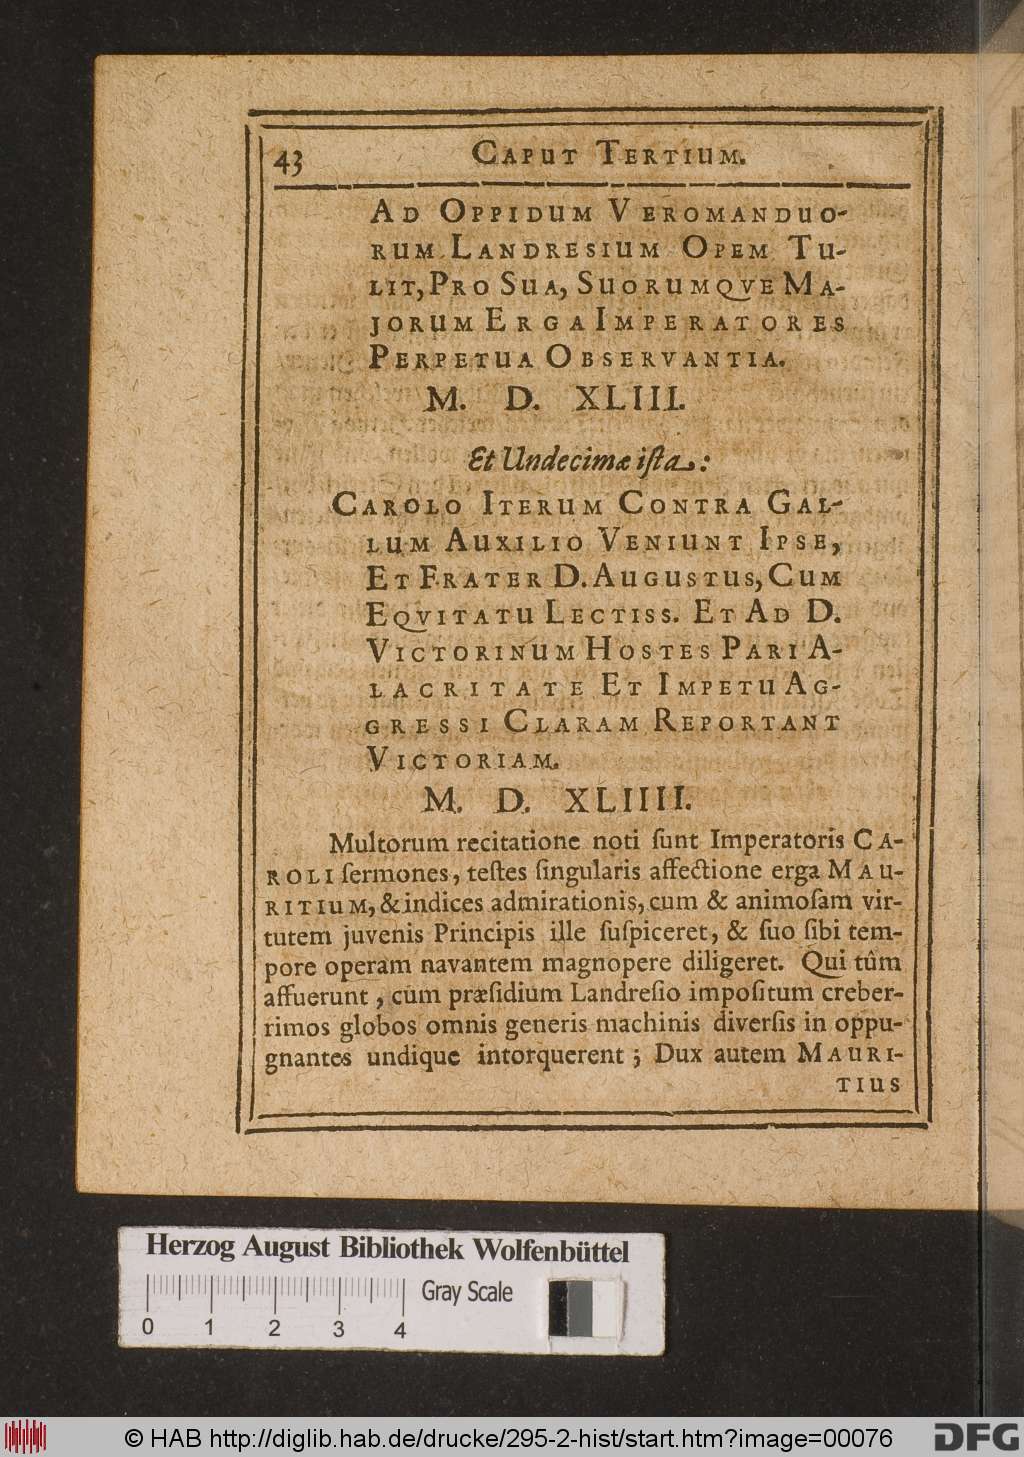 43 CAPUT TERTIUM.
AD OPPIDUM VEROMANDUO-
RUM LANDRESIUM OPEM TU-
LIT, PRO SUA, SUORUMQVE MA-
JORUM ERGA IMPERATORES
PERPETUA OBSERVANTIA.
M. D. XLIII.
Et Undecimæ ista:
CAROLO ITERUM CONTRA GAL-
LUM AUXILIO VENIUNT IPSE,
ET FRATER D. AUGUSTUS, CUM
EQVITATU LECTISS. ET AD D.
VICTORINUM HOSTES PARI A-
LACRITATE ET IMPETU AG-
GRESSI CLARAM REPORTANT
VICTORIAM.
M. D. XLIIII.
Multorum recitatione noti ſunt Imperatoris CA-
ROLI ſermones, teſtes ſingularis affectione erga MAU-
RITIUM, & indices admirationis, cum & animoſam vir-
tutem juvenis Principis ille ſuſpiceret, & ſuo ſibi tem-
pore operam navantem magnopere diligeret. Qui tûm
affuerunt, cùm præſidium Landreſio impoſitum creber-
rimos globos omnis generis machinis diverſis in oppu-
gnantes undique intorquerent; Dux autem MAURI-
TIUS
Herzog August Bibliothek Wolfenbüttel
Gray Scale
0 1 2 3 4
© HAB http://diglib.hab.de/drucke/295-2-hist/start.htm?image=00076
DFG